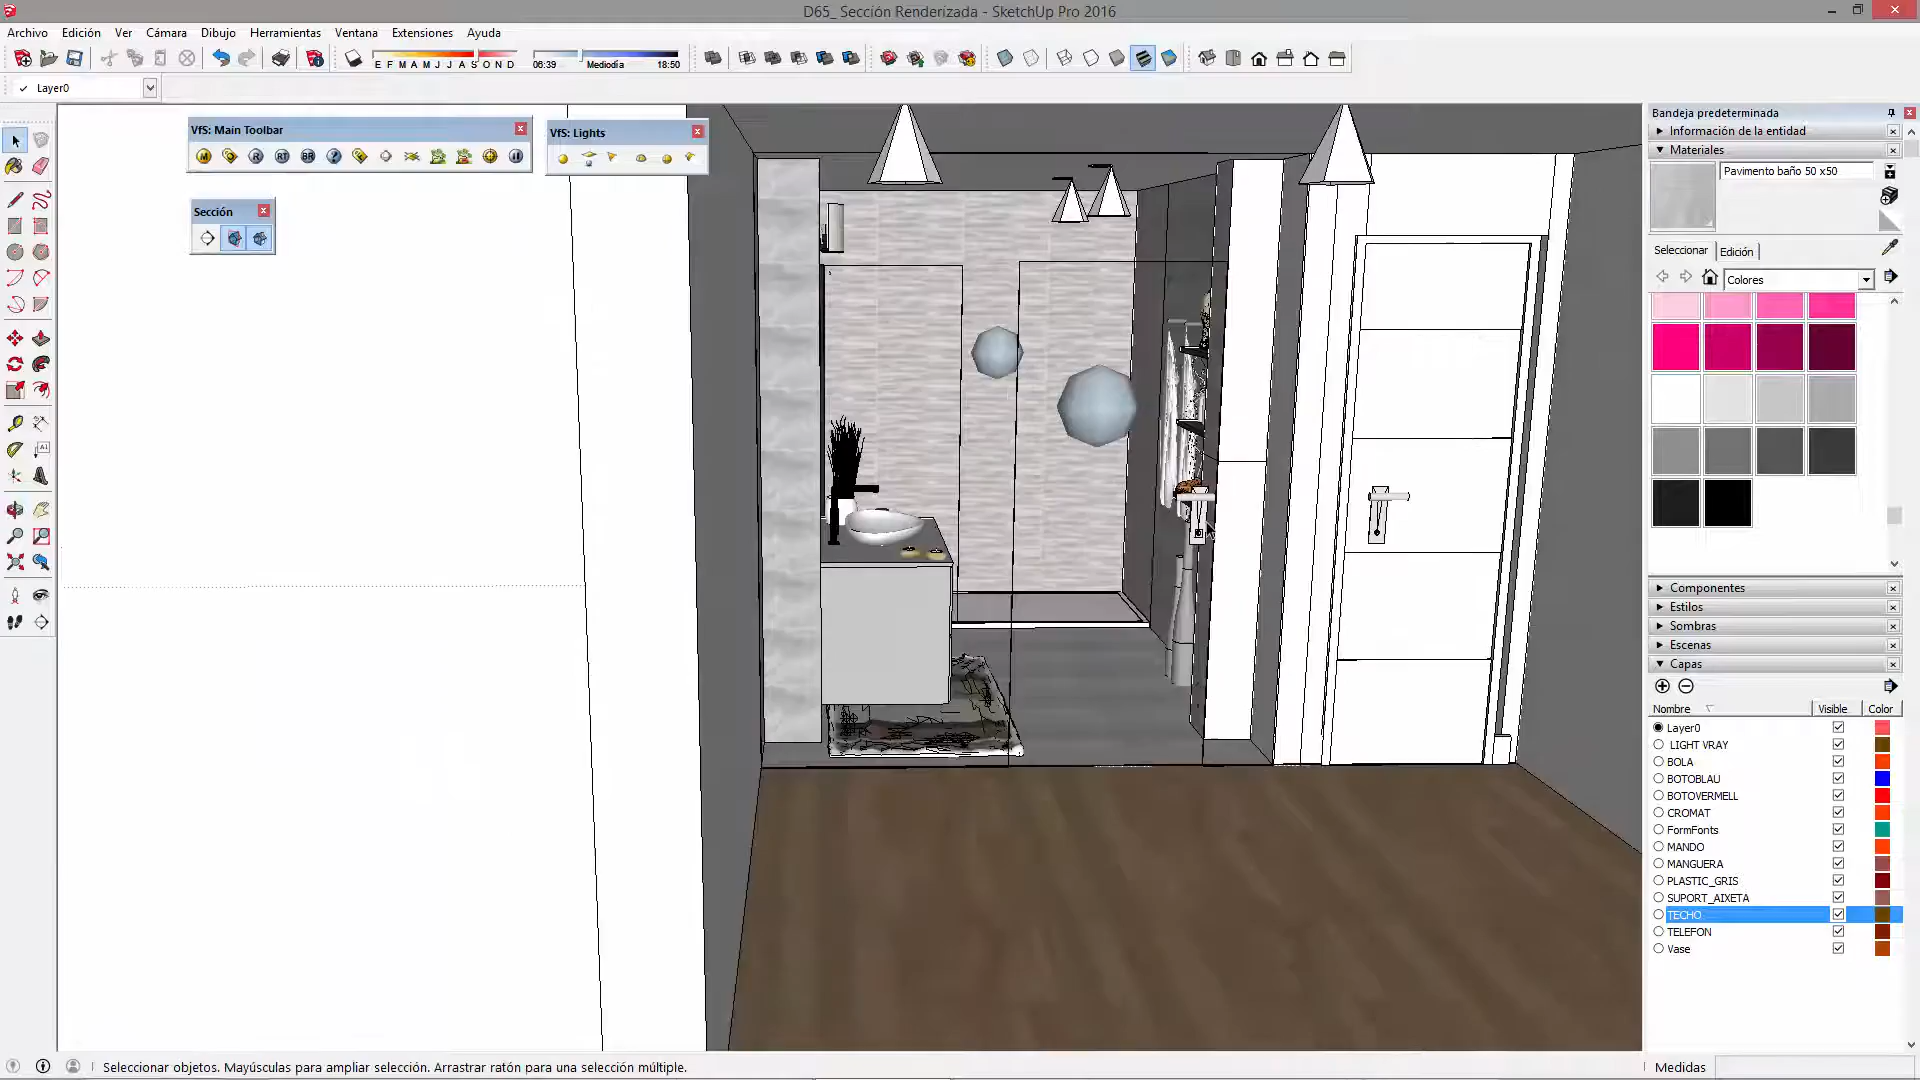 D65_ Sección Renderizada - SketchUp Pro 2016
Archivo Edición Ver Cámara Dibujo Herramientas Ventana Extensiones Ayuda
E F M A M J J A S O N D 06:39 Mediodía 18:50
Layer0
VfS: Main Toolbar
VfS: Lights
Sección
Bandeja predeterminada
Información de la entidad
Materiales
Pavimento baño 50 x50
Seleccionar Edición
Colores
Componentes
Estilos
Sombras
Escenas
Capas
Nombre Visible Color
Layer0
LIGHT VRAY
BOLA
BOTOBLAU
BOTOVERMELL
CROMAT
FormFonts
MANDO
MANGUERA
PLASTIC_GRIS
SUPORT_AIXETA
TECHO
TELEFON
Vase
Seleccionar objetos. Mayúsculas para ampliar selección. Arrastrar ratón para una selección múltiple.
Medidas